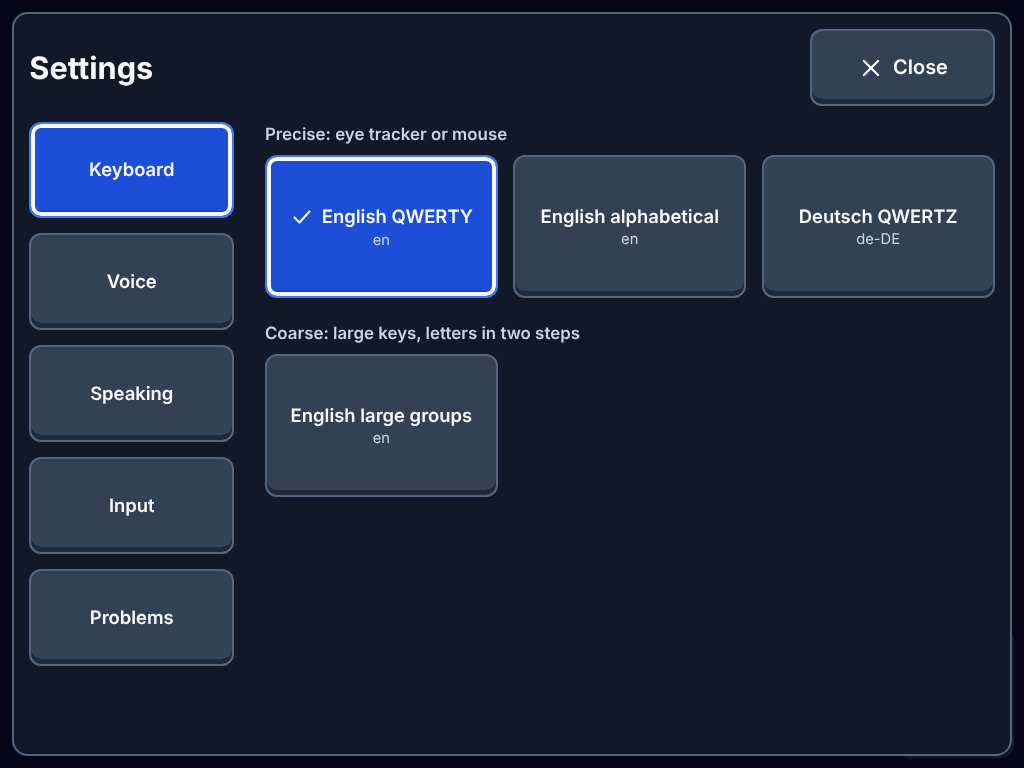 Settings
Close
Keyboard
Voice
Speaking
Input
Problems
Precise: eye tracker or mouse
English QWERTY
en
English alphabetical
en
Deutsch QWERTZ
de-DE
Coarse: large keys, letters in two steps
English large groups
en